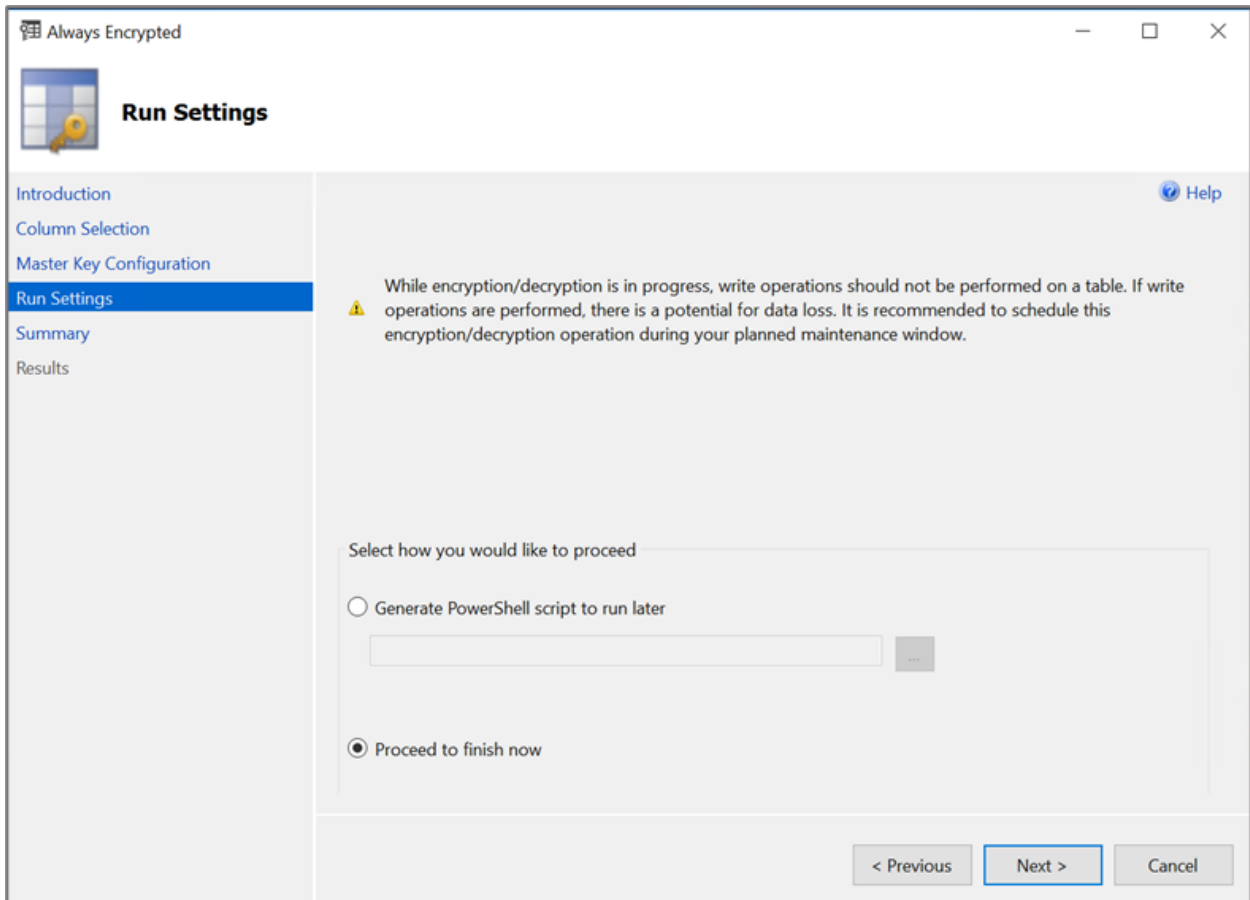 Always Encrypted
Run Settings
Introduction
Column Selection
Master Key Configuration
Run Settings
Summary
Results
Help
While encryption/decryption is in progress, write operations should not be performed on a table. If write
operations are performed, there is a potential for data loss. It is recommended to schedule this
encryption/decryption operation during your planned maintenance window.
Select how you would like to proceed
Generate PowerShell script to run later
...
Proceed to finish now
< Previous
Next >
Cancel